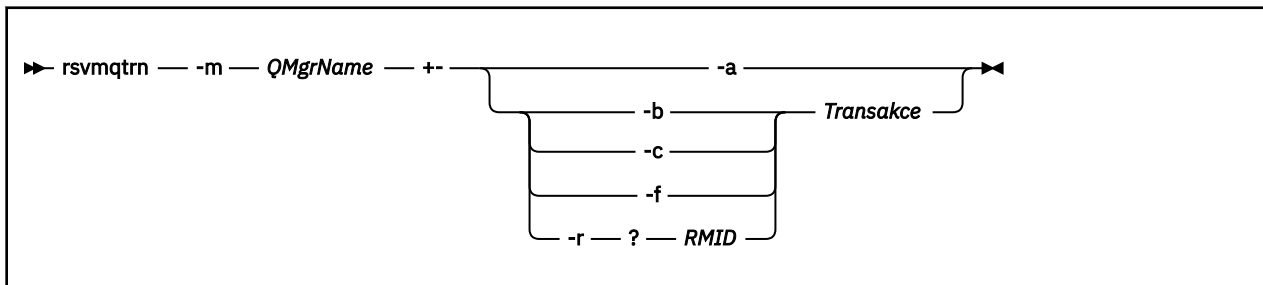 rsvmqtrn -m QMgrName +- -a
-b Transakce
-c
-f
-r ? RMID